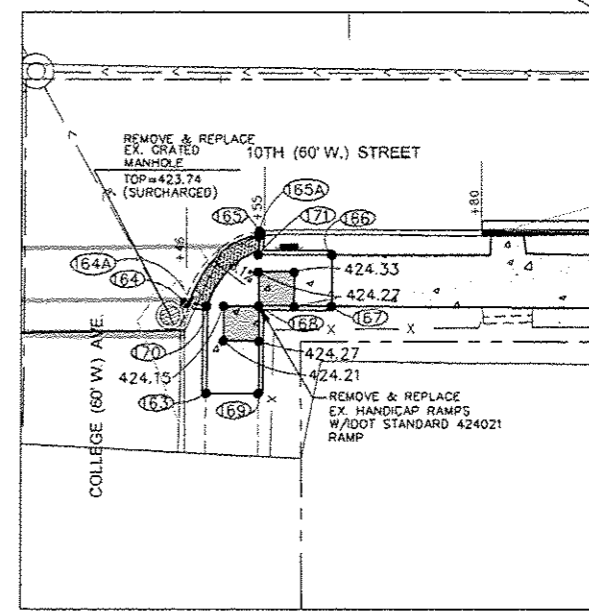 REMOVE & REPLACE
EX. GRATED
MANHOLE
TOP=423.74
(SURCHARGED)
10TH (60' W.) STREET
165A
165
+55
171
166
+80
164A
164
424.33
424.27
168
167
X
X
170
424.15
424.27
424.21
163
169
X
REMOVE & REPLACE
EX. HANDICAP RAMPS
W/IDOT STANDARD 424021
RAMP
COLLEGE (60' W.) AVE.